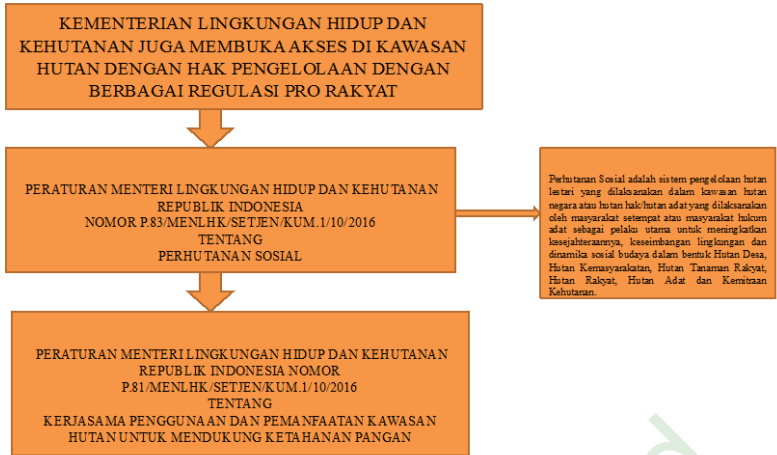 KEMENTERIAN LINGKUNGAN HIDUP DAN
KEHUTANAN JUGA MEMBUKA AKSES DI KAWASAN
HUTAN DENGAN HAK PENGELOLAAN DENGAN
BERBAGAI REGULASI PRO RAKYAT
PERATURAN MENTERI LINGKUNGAN HIDUP DAN KEHUTANAN
REPUBLIK INDONESIA
NOMOR P.83/MENLHK/SETJEN/KUM.1/10/2016
TENTANG
PERHUTANAN SOSIAL
Perhutanan Sosial adalah sistem pengelolaan hutan
lestari yang dilaksanakan dalam kawasan hutan
negara atau hutan hak/hutan adat yang dilaksanakan
oleh masyarakat setempat atau masyarakat hukum
adat sebagai pelaku utama untuk meningkatkan
kesejahteraannya, keseimbangan lingkungan dan
dinamika sosial budaya dalam bentuk Hutan Desa,
Hutan Kemasyarakatan, Hutan Tanaman Rakyat,
Hutan Rakyat, Hutan Adat dan Kemitraan
Kehutanan.
PERATURAN MENTERI LINGKUNGAN HIDUP DAN KEHUTANAN
REPUBLIK INDONESIA NOMOR
P.81/MENLHK/SETJEN/KUM.1/10/2016
TENTANG
KERJASAMA PENGGUNAAN DAN PEMANFAATAN KAWASAN
HUTAN UNTUK MENDUKUNG KETAHANAN PANGAN